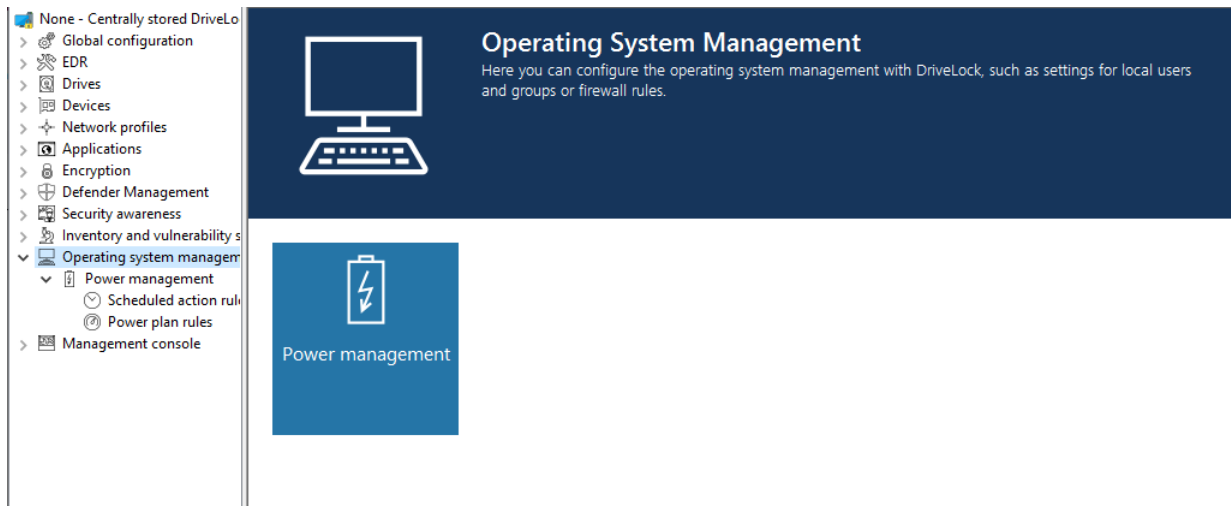 None - Centrally stored DriveLo
Global configuration
EDR
Drives
Devices
Network profiles
Applications
Encryption
Defender Management
Security awareness
Inventory and vulnerability s
Operating system managem
Power management
Scheduled action rul
Power plan rules
Management console
Operating System Management
Here you can configure the operating system management with DriveLock, such as settings for local users
and groups or firewall rules.
Power management